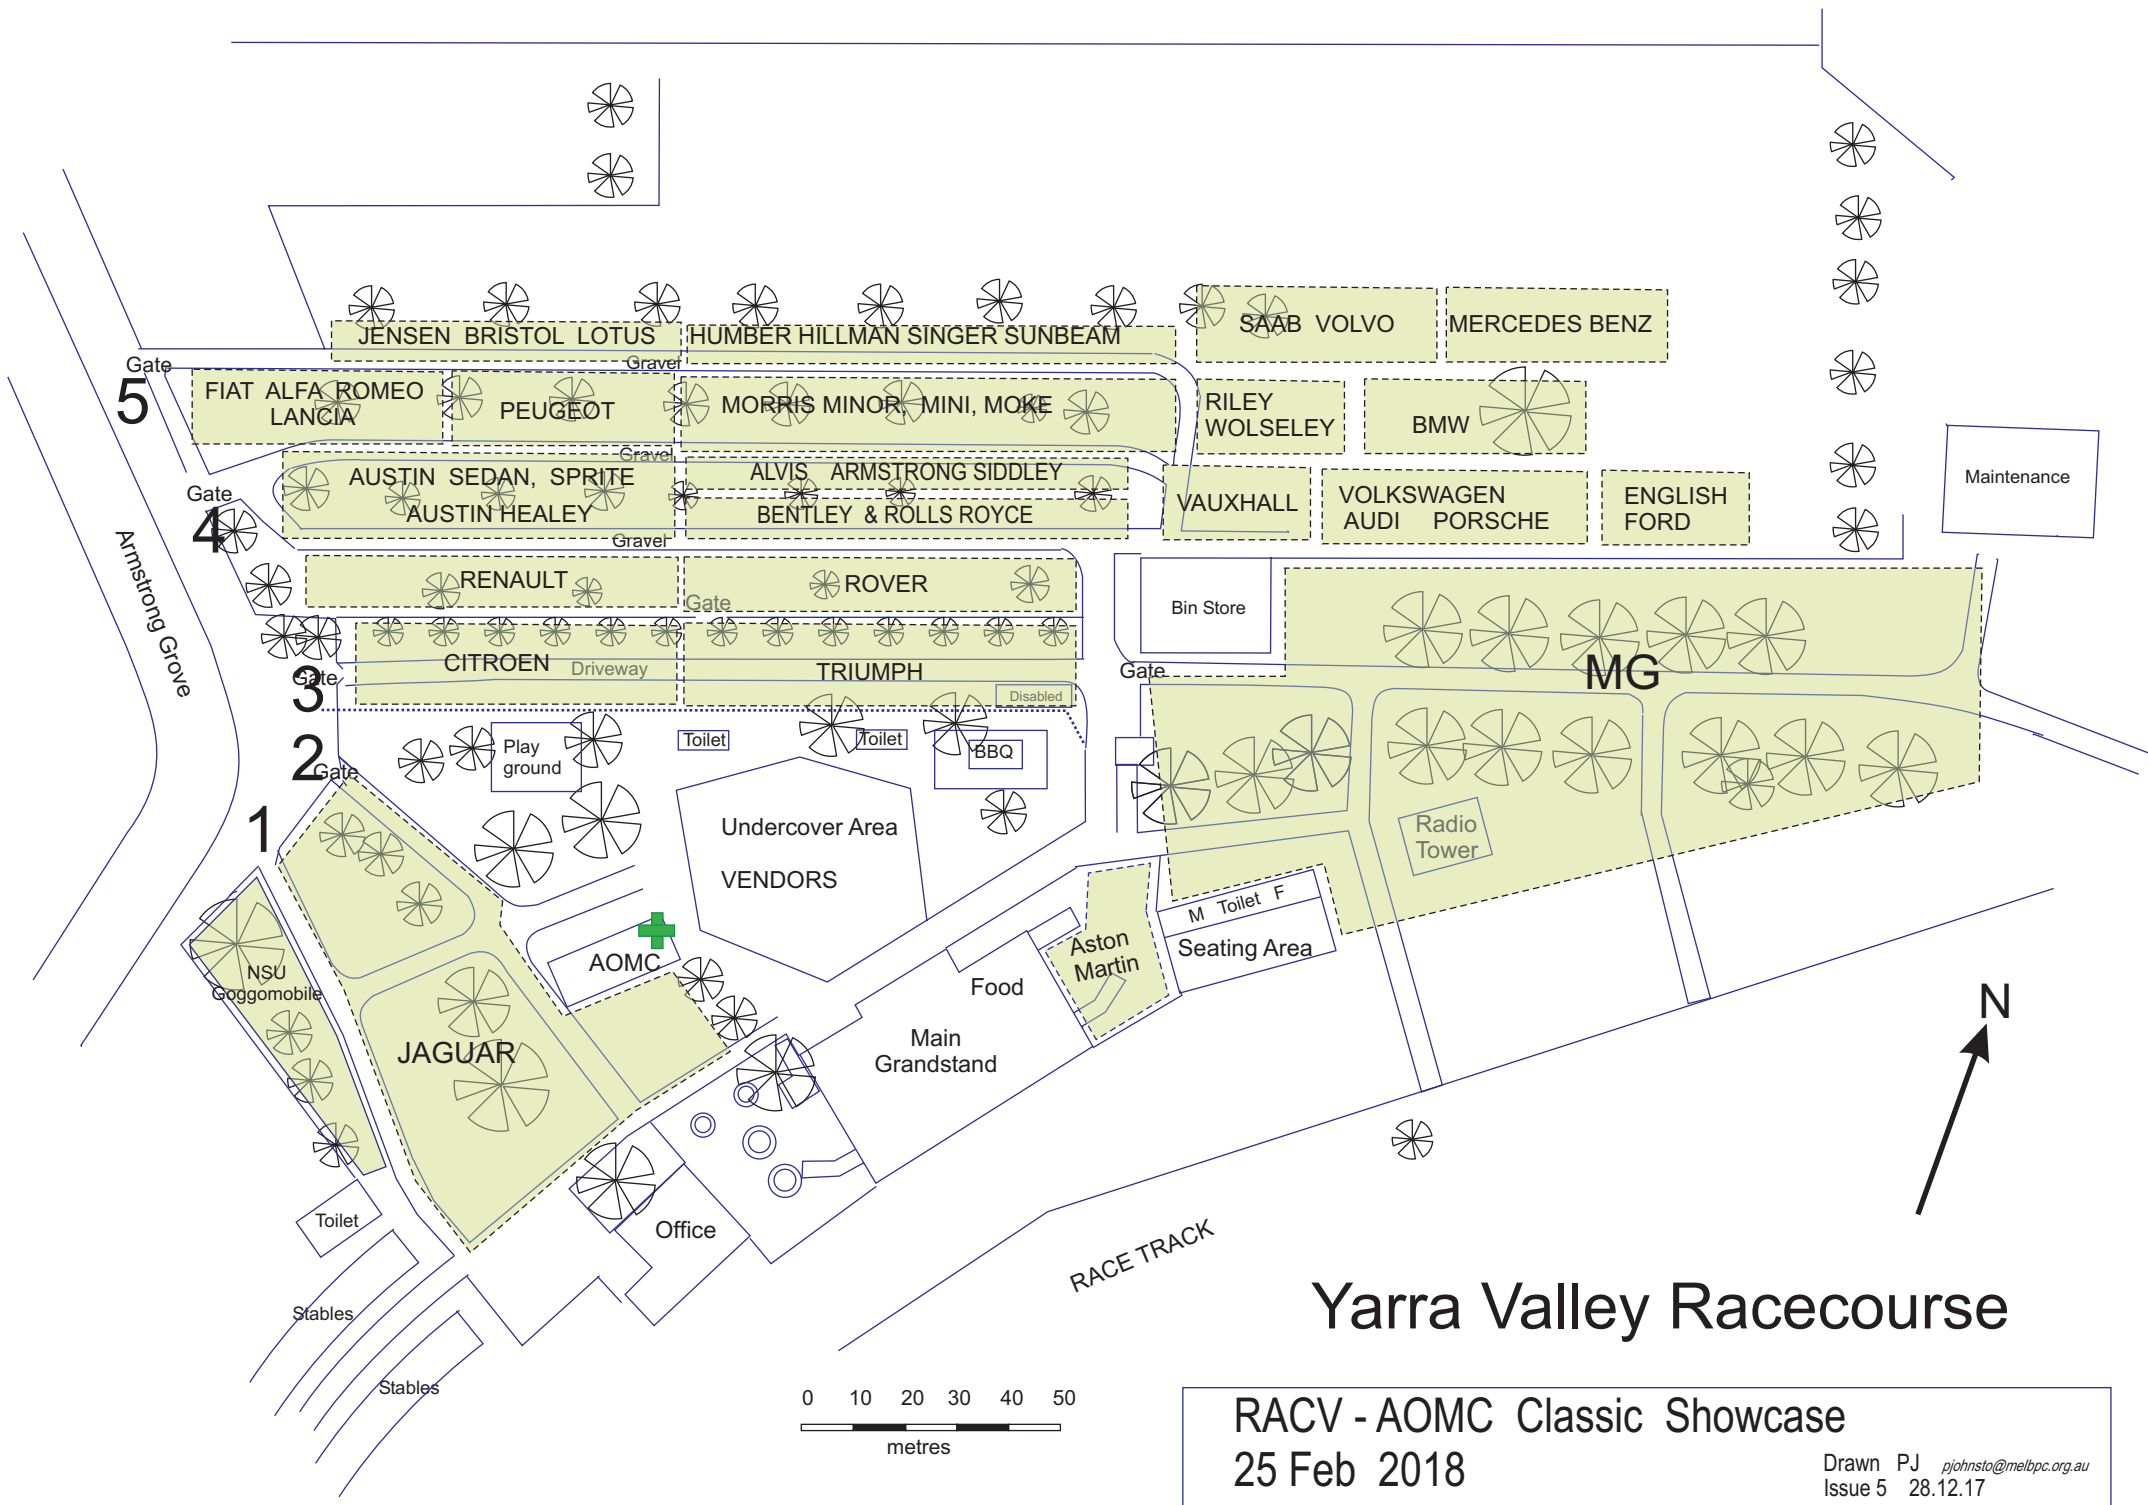 JENSEN BRISTOL LOTUS
HUMBER HILLMAN SINGER SUNBEAM
SAAB VOLVO
MERCEDES BENZ
Gate
5
Gravel
FIAT ALFA ROMEO
LANCIA
PEUGEOT
MORRIS MINOR, MINI, MOKE
RILEY
WOLSELEY
BMW
Gravel
AUSTIN SEDAN, SPRITE
AUSTIN HEALEY
ALVIS ARMSTRONG SIDDLEY
BENTLEY & ROLLS ROYCE
VAUXHALL
VOLKSWAGEN
AUDI PORSCHE
ENGLISH
FORD
Maintenance
Gate
4
Gravel
Armstrong Grove
RENAULT
ROVER
Gate
Bin Store
CITROEN
Driveway
TRIUMPH
Disabled
Gate
3
Gate
MG
2
Gate
Play
ground
Toilet
Toilet
BBQ
1
Undercover Area
VENDORS
Radio
Tower
M Toilet F
Seating Area
Aston
Martin
AOMC
NSU
Goggomobile
Food
Main
Grandstand
JAGUAR
N
Toilet
Office
Stables
Stables
RACE TRACK
Yarra Valley Racecourse
0 10 20 30 40 50
metres
RACV - AOMC Classic Showcase
25 Feb 2018
Drawn PJ pjohnsto@melbpc.org.au
Issue 5 28.12.17